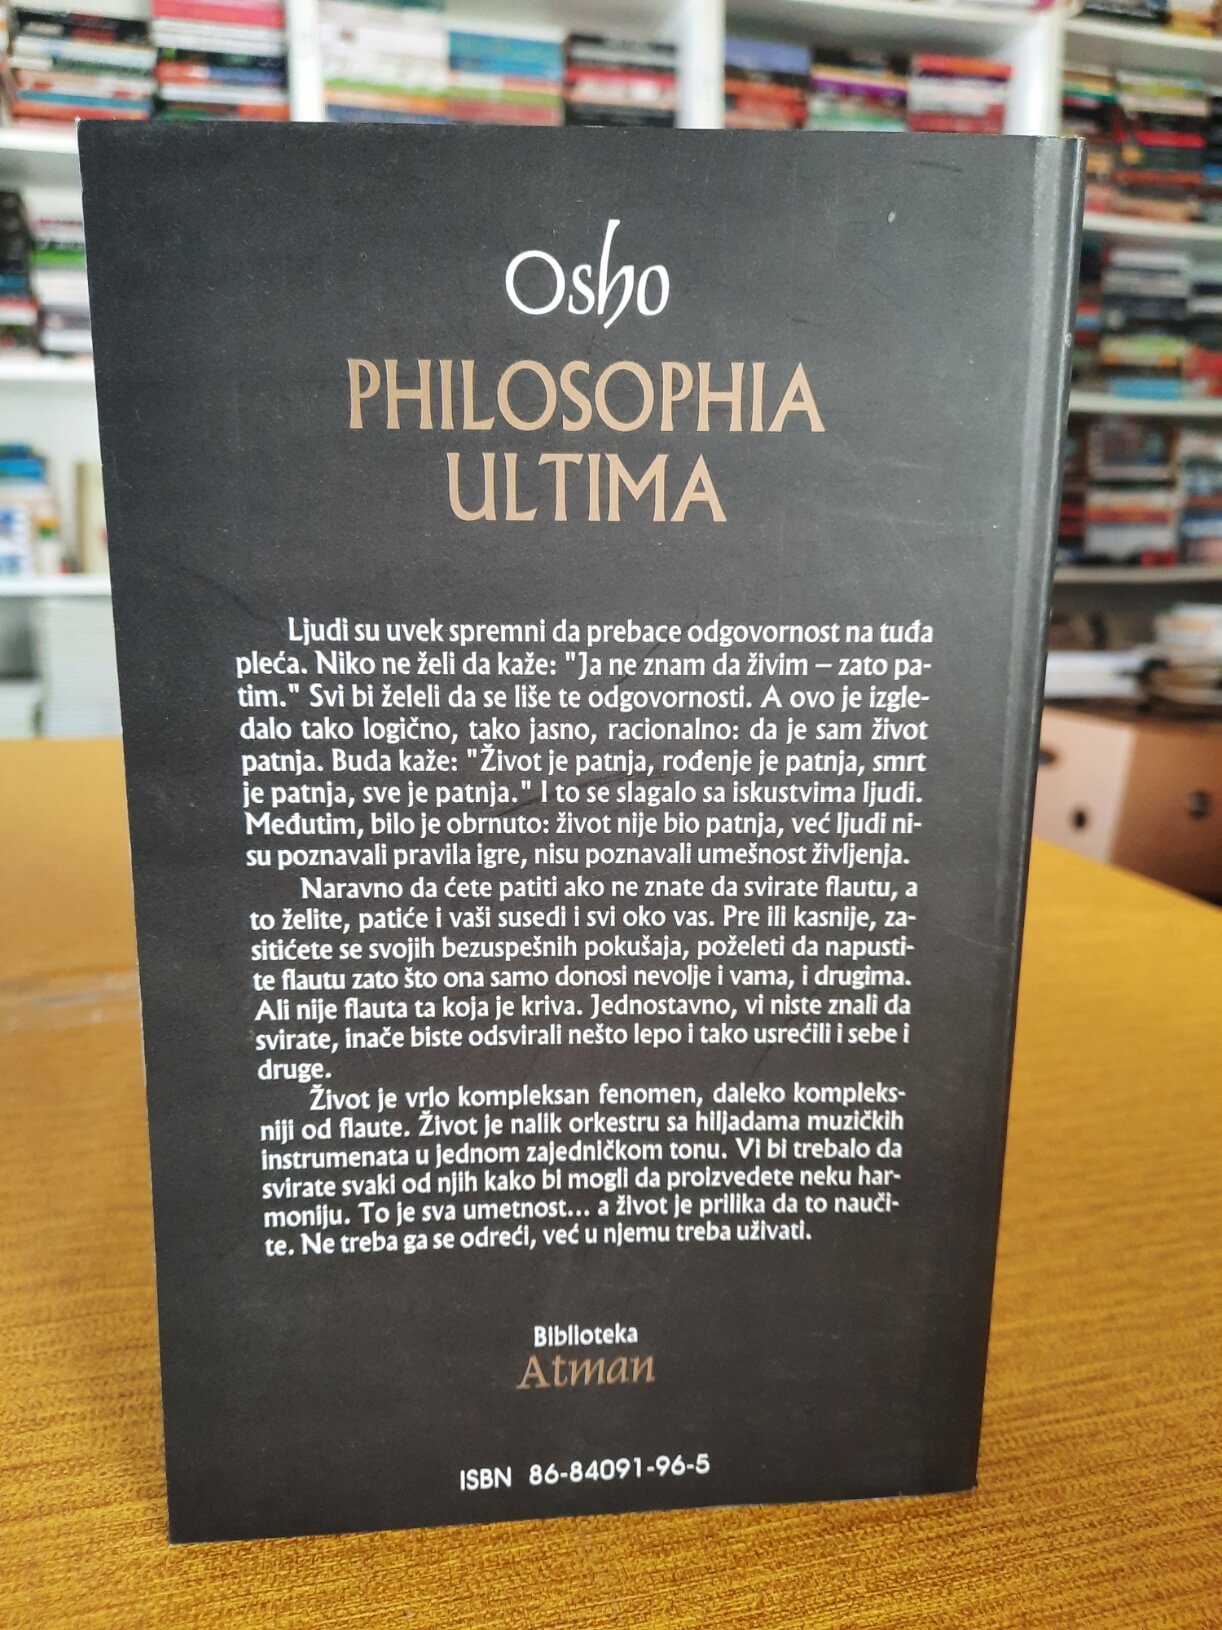 Osho
PHILOSOPHIA
ULTIMA
Ljudi su uvek spremni da prebace odgovornost na tuđa
pleća. Niko ne želi da kaže: "Ja ne znam da živim – zato pa-
tim." Svi bi želeli da se liše te odgovornosti. A ovo je izgle-
dalo tako logično, tako jasno, racionalno: da je sam život
patnja. Buda kaže: "Život je patnja, rođenje je patnja, smrt
je patnja, sve je patnja." I to se slagalo sa iskustvima ljudi.
Međutim, bilo je obrnuto: život nije bio patnja, već ljudi ni-
su poznavali pravila igre, nisu poznavali umešnost življenja.
Naravno da ćete patiti ako ne znate da svirate flautu, a
to želite, patiće i vaši susedi i svi oko vas. Pre ili kasnije, za-
sitićete se svojih bezuspešnih pokušaja, poželeti da napusti-
te flautu zato što ona samo donosi nevolje i vama, i drugima.
Ali nije flauta ta koja je kriva. Jednostavno, vi niste znali da
svirate, inače biste odsvirali nešto lepo i tako usrećili i sebe i
druge.
Život je vrlo kompleksan fenomen, daleko kompleks-
niji od flaute. Život je nalik orkestru sa hiljadama muzičkih
instrumenata u jednom zajedničkom tonu. Vi bi trebalo da
svirate svaki od njih kako bi mogli da proizvedete neku har-
moniju. To je sva umetnost... a život je prilika da to nauči-
te. Ne treba ga se odreći, već u njemu treba uživati.
Biblioteka
Atman
ISBN 86-84091-96-5